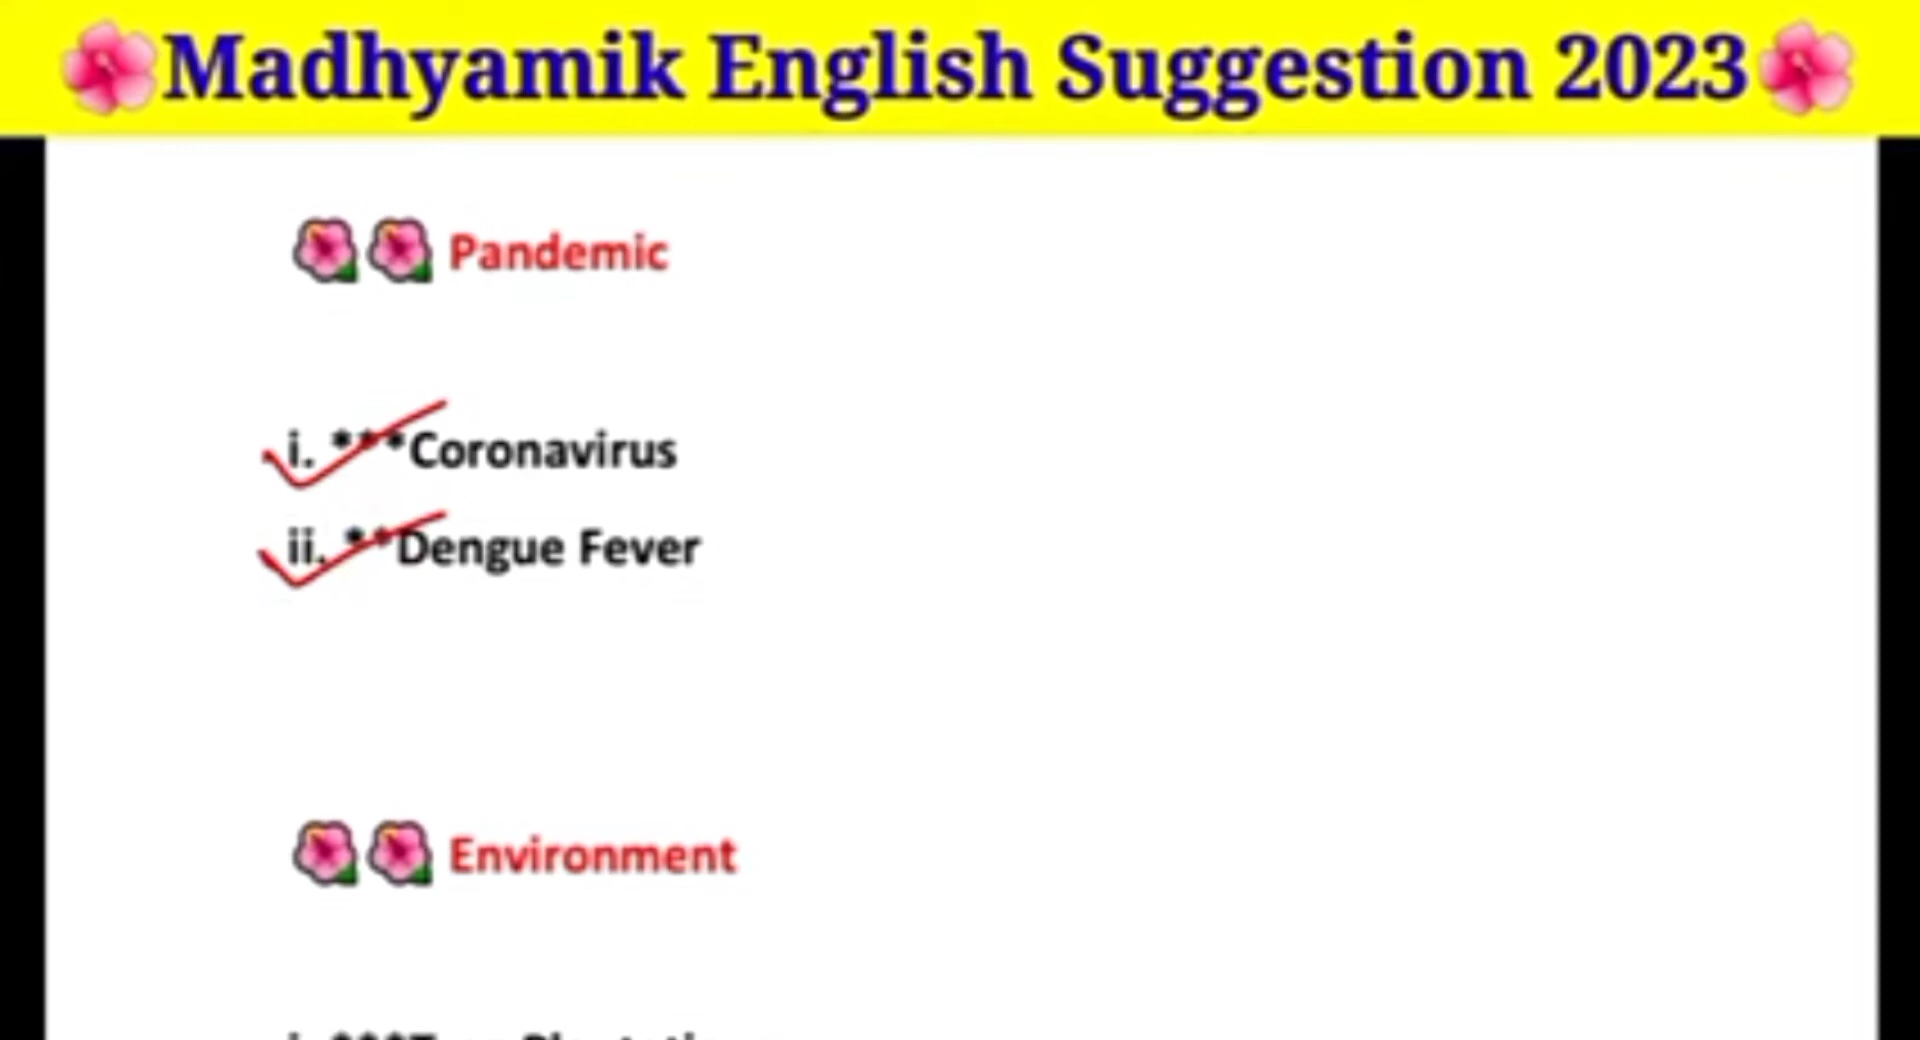 Madhyamik English Suggestion 2023
Pandemic
i. ***Coronavirus
ii. **Dengue Fever
Environment